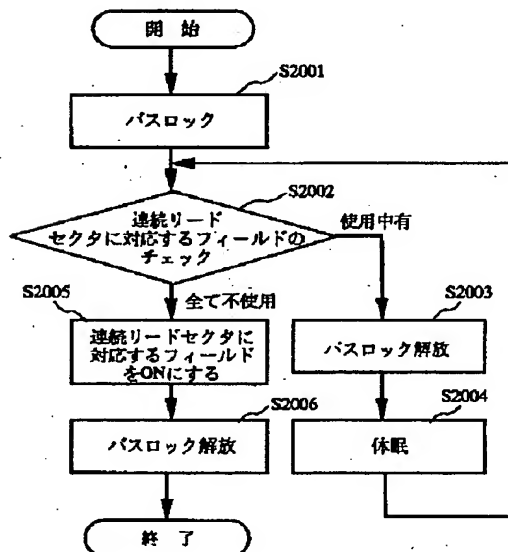 開 始
S2001
バスロック
S2002
連続リード
セクタに対応するフィールドの
チェック
使用中有
全て不使用
S2005
連続リードセクタに
対応するフィールド
をONにする
S2003
バスロック解放
S2006
バスロック解放
S2004
休眠
終 了